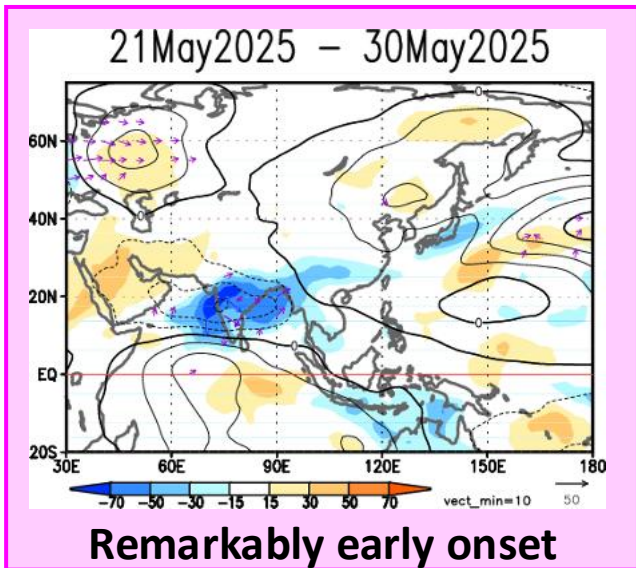 21May2025 – 30May2025
0
60N
40N
0
20N
0
0
EQ
20S
30E 60E 90E 120E 150E 180
-70 -50 -30 -15 15 30 50 70 vect_min=10 50
Remarkably early onset